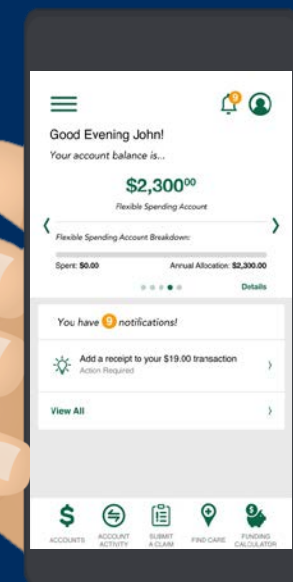 9
Good Evening John!
Your account balance is...
$2,300⁰⁰
Flexible Spending Account
Flexible Spending Account Breakdown:
Spent: $0.00 Annual Allocation: $2,300.00
Details
You have 9 notifications!
Add a receipt to your $19.00 transaction
Action Required
View All
ACCOUNTS
ACCOUNT
ACTIVITY
SUBMIT
A CLAIM
FIND CARE
FUNDING
CALCULATOR